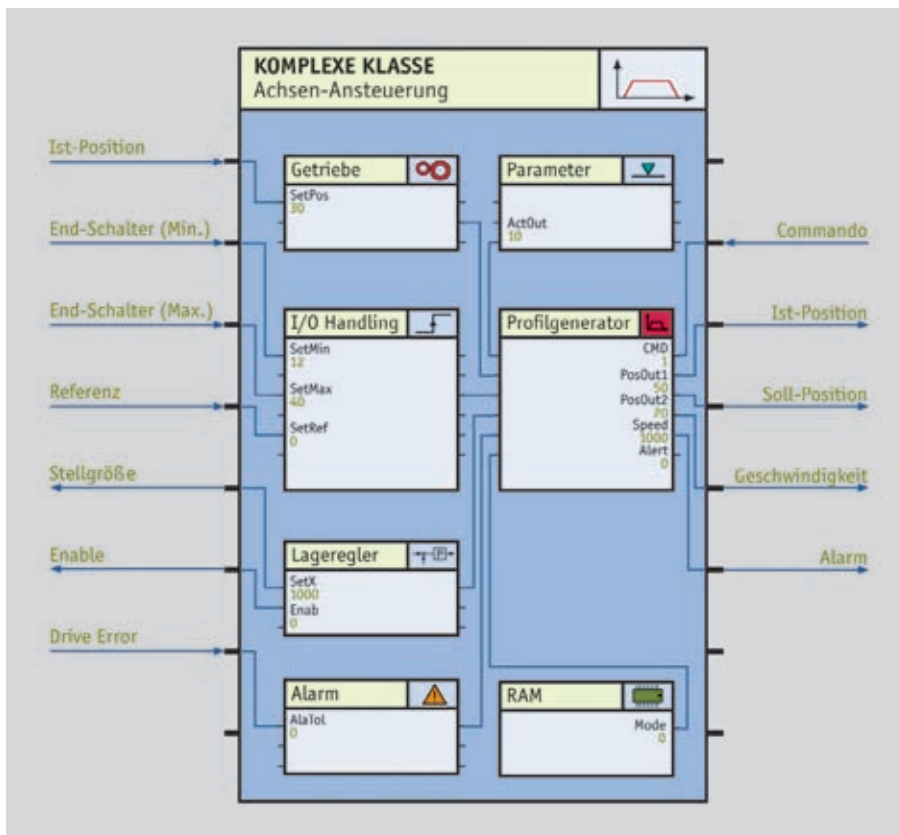 KOMPLEXE KLASSE
Achsen-Ansteuerung
Ist-Position
End-Schalter (Min.)
End-Schalter (Max.)
Referenz
Stellgröße
Enable
Drive Error
Getriebe
SetPos
30
I/O Handling
SetMin
12
SetMax
40
SetRef
0
Lageregler
P
SetX
1000
Enab
0
Alarm
AlaTol
0
Parameter
ActOut
10
Profilgenerator
CMD
1
PosOut1
50
PosOut2
20
Speed
1000
Alert
0
RAM
Mode
0
Commando
Ist-Position
Soll-Position
Geschwindigkeit
Alarm